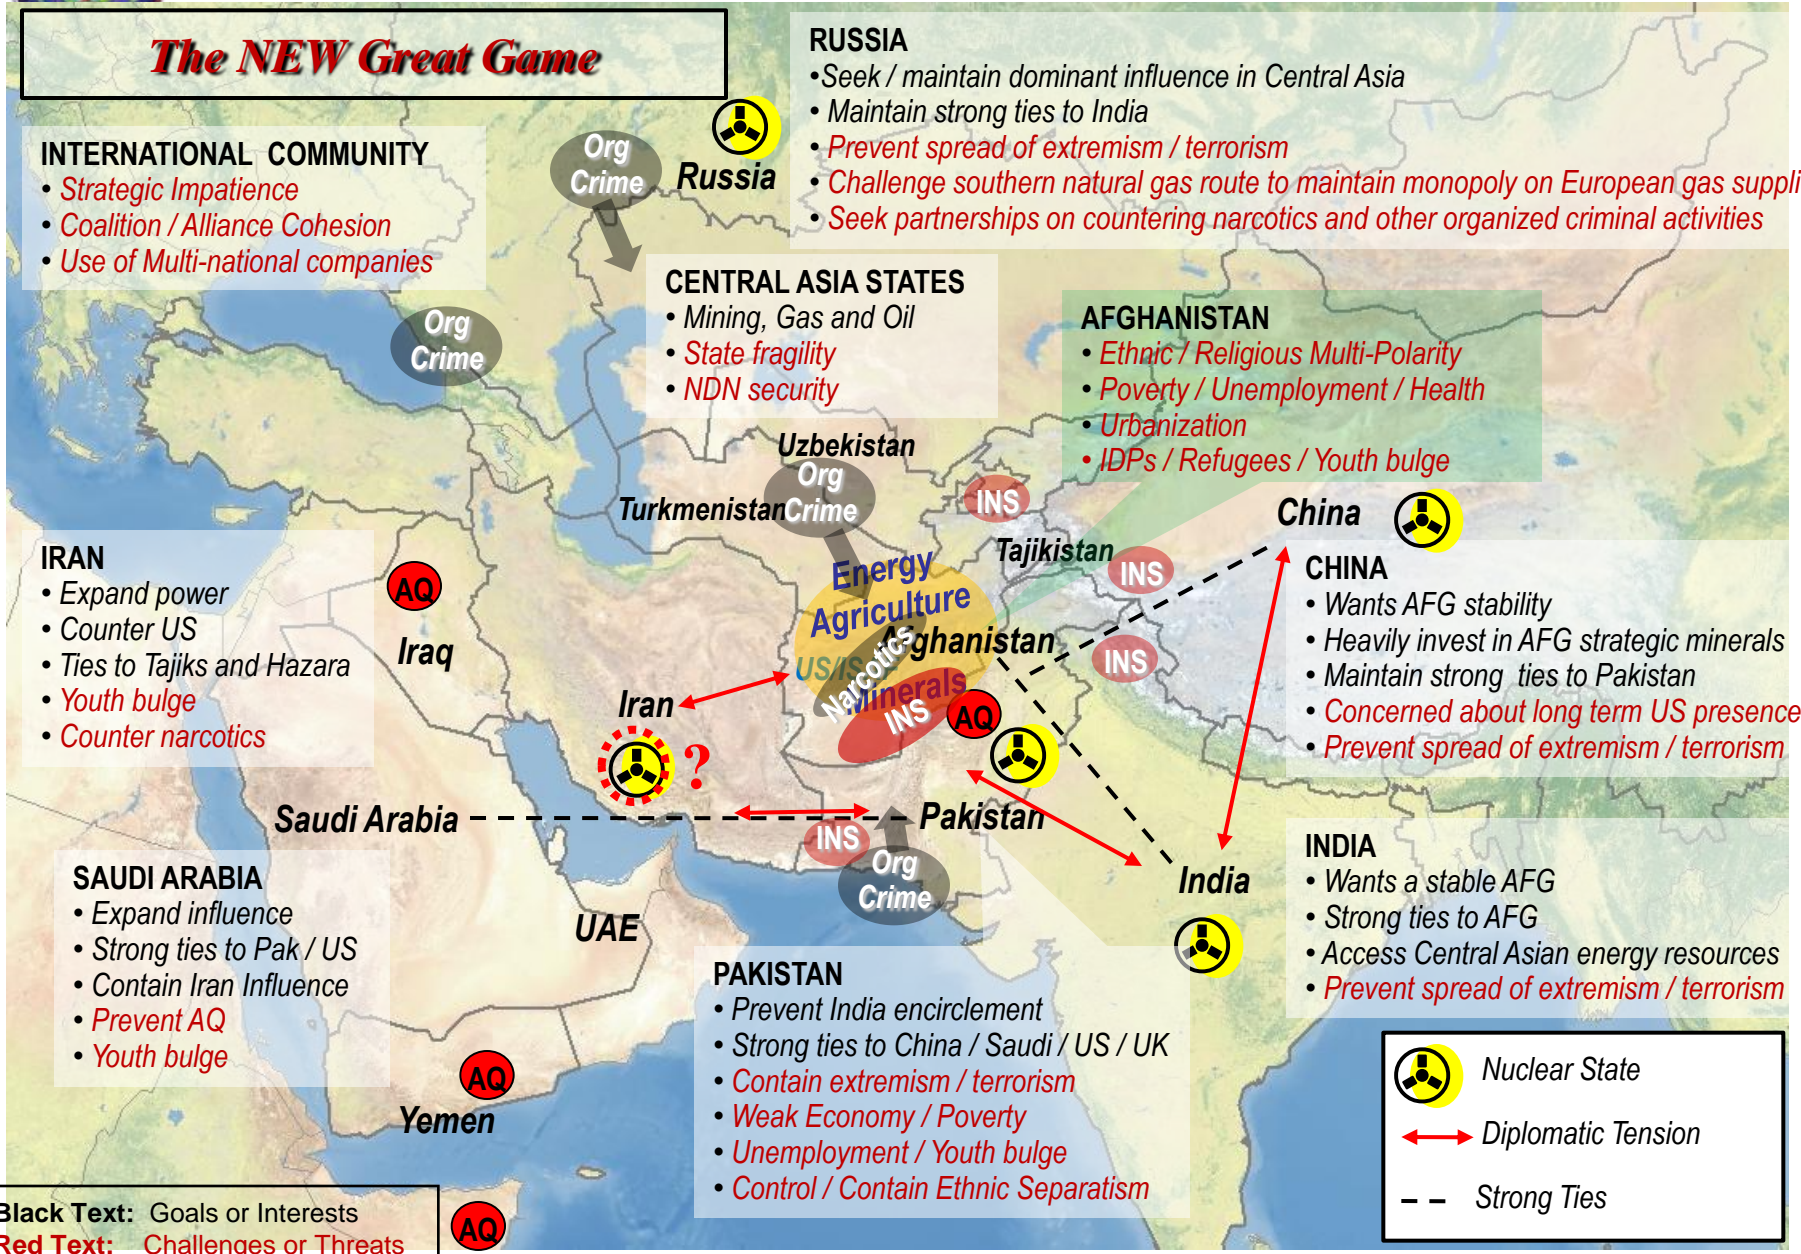 The NEW Great Game
RUSSIA
•Seek / maintain dominant influence in Central Asia
• Maintain strong ties to India
• Prevent spread of extremism / terrorism
• Challenge southern natural gas route to maintain monopoly on European gas suppli
• Seek partnerships on countering narcotics and other organized criminal activities
INTERNATIONAL COMMUNITY
• Strategic Impatience
• Coalition / Alliance Cohesion
• Use of Multi-national companies
Org
Crime
Russia
CENTRAL ASIA STATES
• Mining, Gas and Oil
• State fragility
• NDN security
Org
Crime
AFGHANISTAN
• Ethnic / Religious Multi-Polarity
• Poverty / Unemployment / Health
• Urbanization
• IDPs / Refugees / Youth bulge
Uzbekistan
Org
Crime
Turkmenistan
INS
Tajikistan
INS
INS
China
IRAN
• Expand power
• Counter US
• Ties to Tajiks and Hazara
• Youth bulge
• Counter narcotics
AQ
Iraq
Energy
Agriculture
Afghanistan
US/IS
Narcotics
Minerals
INS
AQ
Iran
?
CHINA
• Wants AFG stability
• Heavily invest in AFG strategic minerals
• Maintain strong ties to Pakistan
• Concerned about long term US presence
• Prevent spread of extremism / terrorism
Saudi Arabia
Pakistan
INS
Org
Crime
India
UAE
SAUDI ARABIA
• Expand influence
• Strong ties to Pak / US
• Contain Iran Influence
• Prevent AQ
• Youth bulge
INDIA
• Wants a stable AFG
• Strong ties to AFG
• Access Central Asian energy resources
• Prevent spread of extremism / terrorism
PAKISTAN
• Prevent India encirclement
• Strong ties to China / Saudi / US / UK
• Contain extremism / terrorism
• Weak Economy / Poverty
• Unemployment / Youth bulge
• Control / Contain Ethnic Separatism
AQ
Yemen
Nuclear State
Diplomatic Tension
Strong Ties
Black Text: Goals or Interests
Red Text: Challenges or Threats
AQ